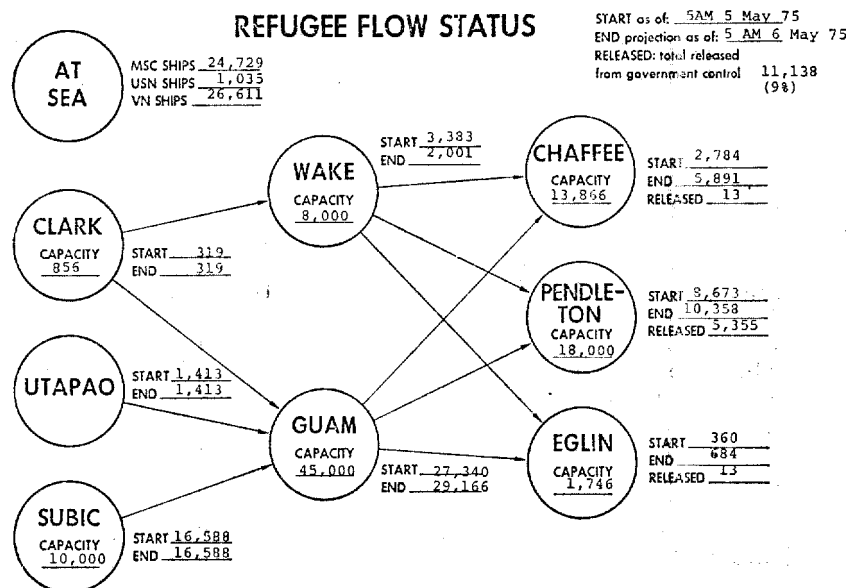 REFUGEE FLOW STATUS
START as of: 5AM 5 May 75
END projection as of: 5 AM 6 May 75
RELEASED: total released
from government control 11,138
(9%)
AT
SEA
MSC SHIPS 24,729
USN SHIPS 1,035
VN SHIPS 26,611
CLARK
CAPACITY
856
START 319
END 319
UTAPAO
START 1,413
END 1,413
SUBIC
CAPACITY
10,000
START 16,588
END 16,588
WAKE
CAPACITY
8,000
START 3,383
END 2,001
GUAM
CAPACITY
45,000
START 27,340
END 29,166
CHAFFEE
CAPACITY
13,866
START 2,784
END 5,891
RELEASED 13
PENDLE-
TON
CAPACITY
18,000
START 8,673
END 10,358
RELEASED 5,355
EGLIN
CAPACITY
1,746
START 360
END 684
RELEASED 13